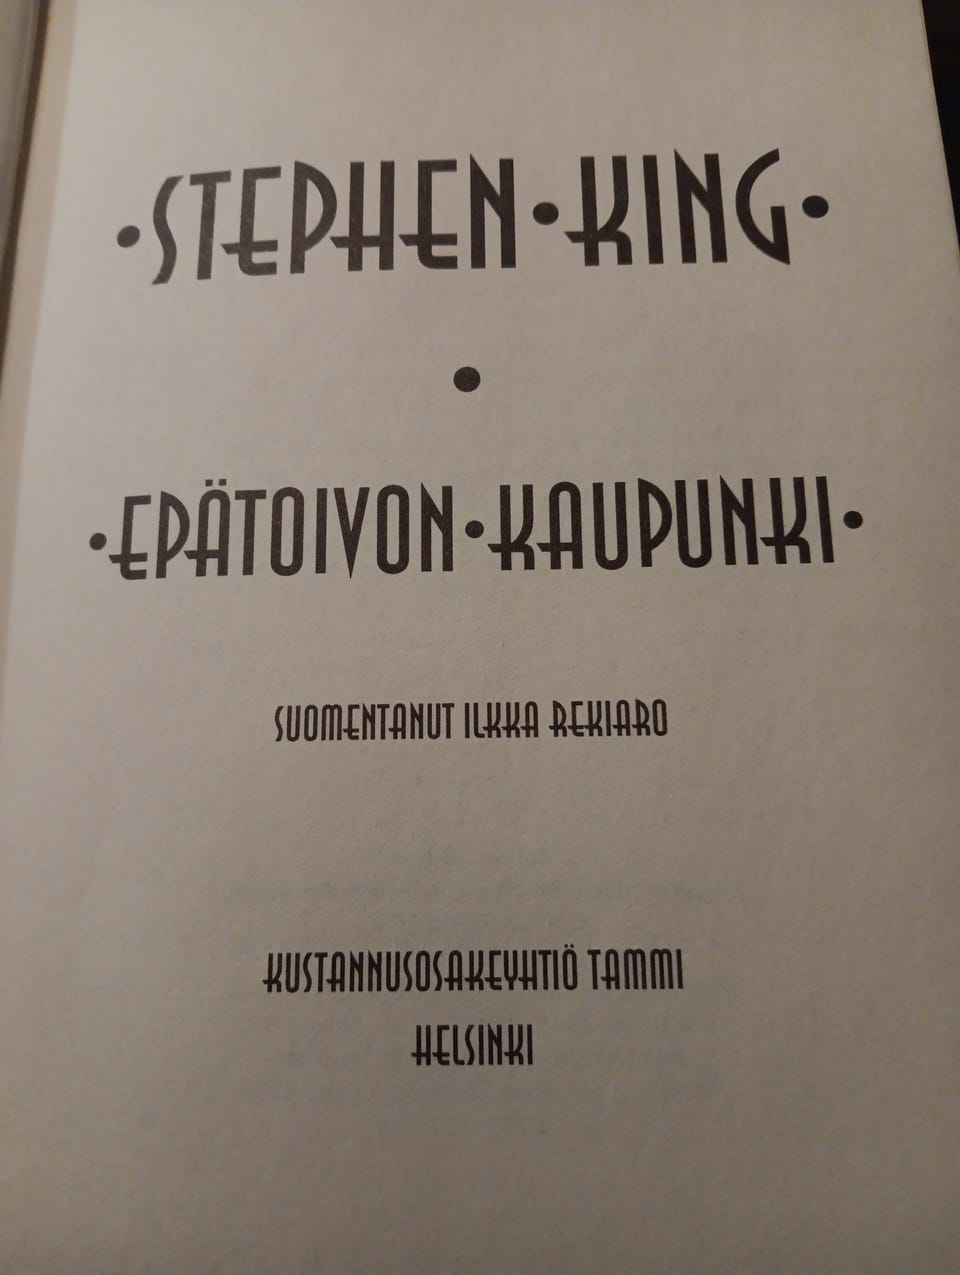 ·STEPHEN·KING·
·
·EPÄTOIVON·KAUPUNKI·
SUOMENTANUT ILKKA REKIARO
KUSTANNUSOSAKEYHTIÖ TAMMI
HELSINKI